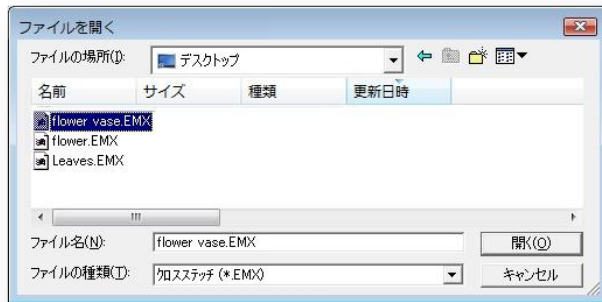 ファイルを開く
ファイルの場所(I): デスクトップ
名前 サイズ 種類 更新日時
flower vase.EMX
flower.EMX
Leaves.EMX
ファイル名(N): flower vase.EMX 開く(O)
ファイルの種類(T): クロスステッチ (*.EMX) キャンセル